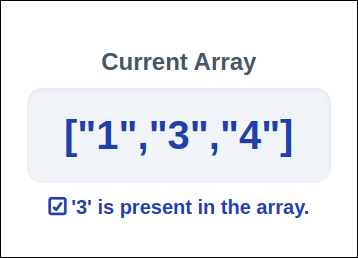 Current Array
["1","3","4"]
☑ '3' is present in the array.